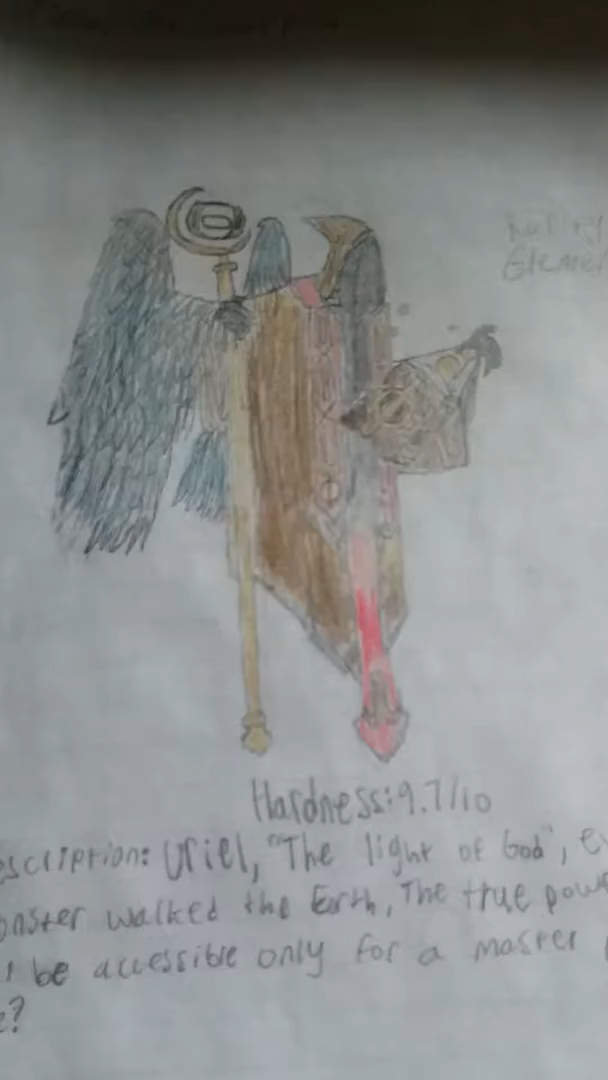 Hardness: 9.7/10
escription: Uriel, "The light of God", e
onster walked the Earth, The true pow
be accessible only for a master
e?